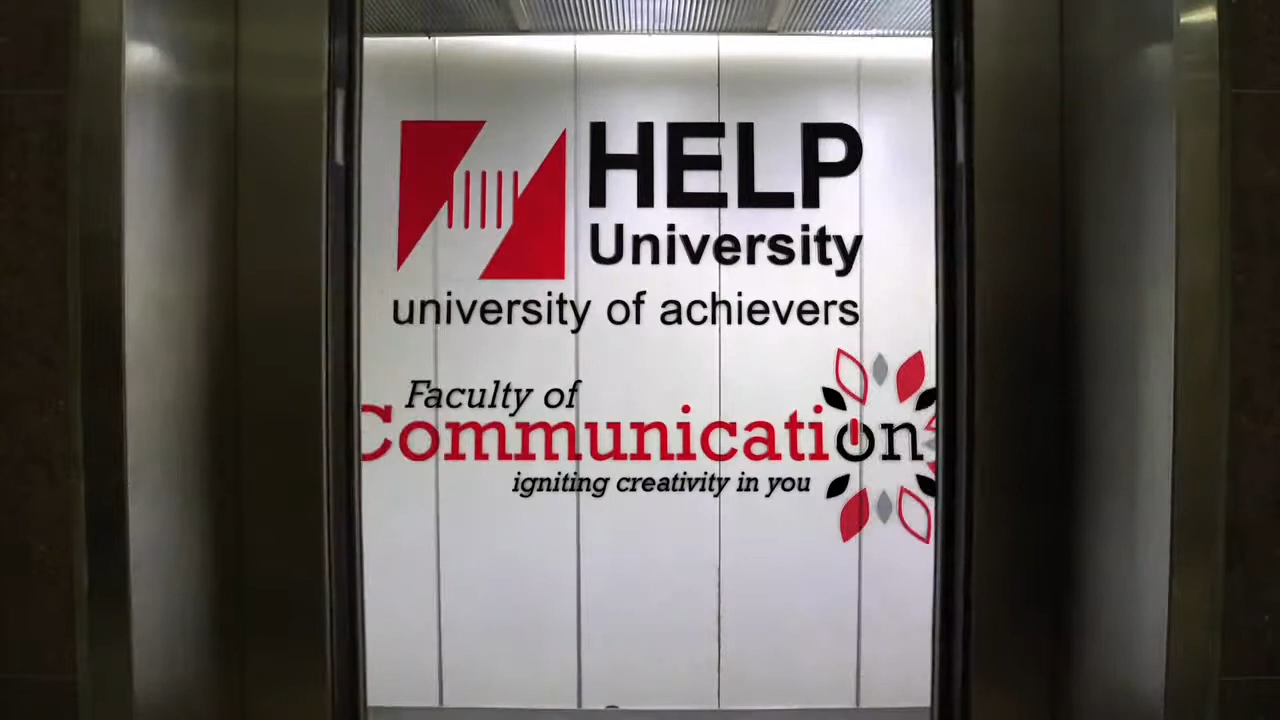 HELP
University
university of achievers
Faculty of
Communication
igniting creativity in you